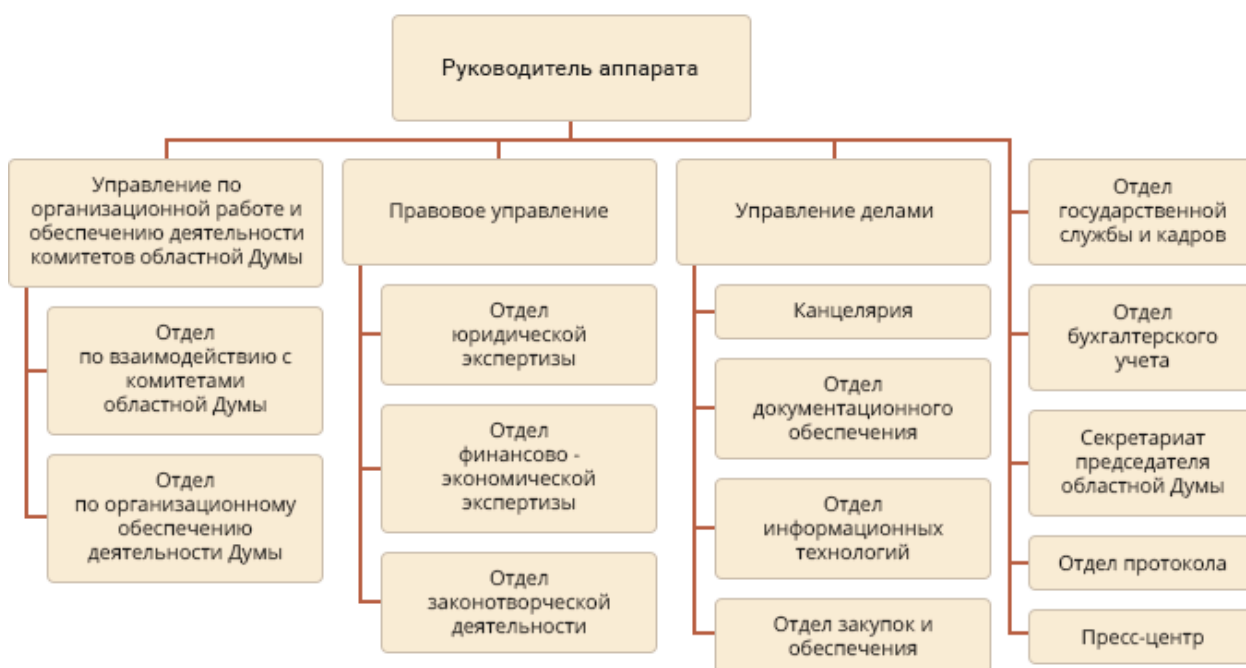 Руководитель аппарата
Управление по
организационной работе и
обеспечению деятельности
комитетов областной Думы
Отдел
по взаимодействию с
комитетами
областной Думы
Отдел
по организационному
обеспечению
деятельности Думы
Правовое управление
Отдел
юридической
экспертизы
Отдел
финансово -
экономической
экспертизы
Отдел
законотворческой
деятельности
Управление делами
Канцелярия
Отдел
документационного
обеспечения
Отдел
информационных
технологий
Отдел закупок и
обеспечения
Отдел
государственной
службы и кадров
Отдел
бухгалтерского
учета
Секретариат
председателя
областной Думы
Отдел протокола
Пресс-центр